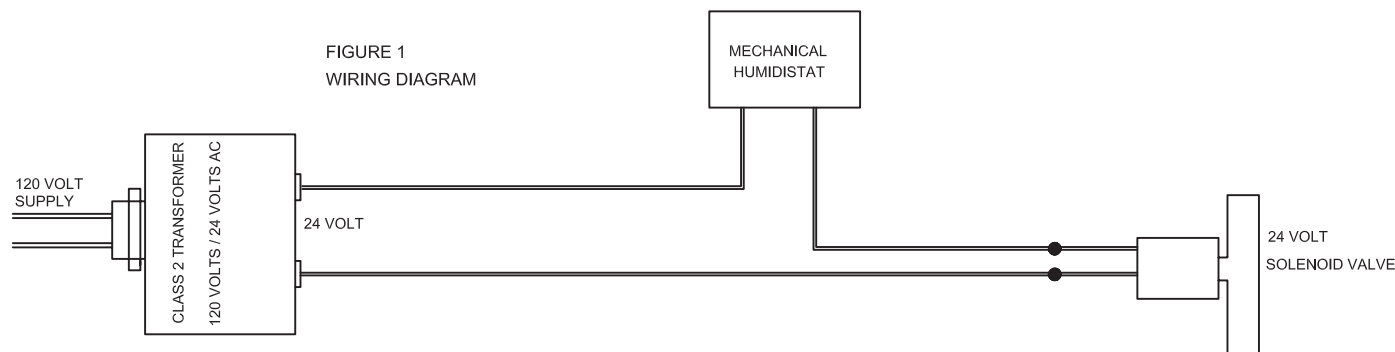 FIGURE 1
WIRING DIAGRAM
MECHANICAL
HUMIDISTAT
120 VOLT
SUPPLY
CLASS 2 TRANSFORMER
120 VOLTS / 24 VOLTS AC
24 VOLT
24 VOLT
SOLENOID VALVE